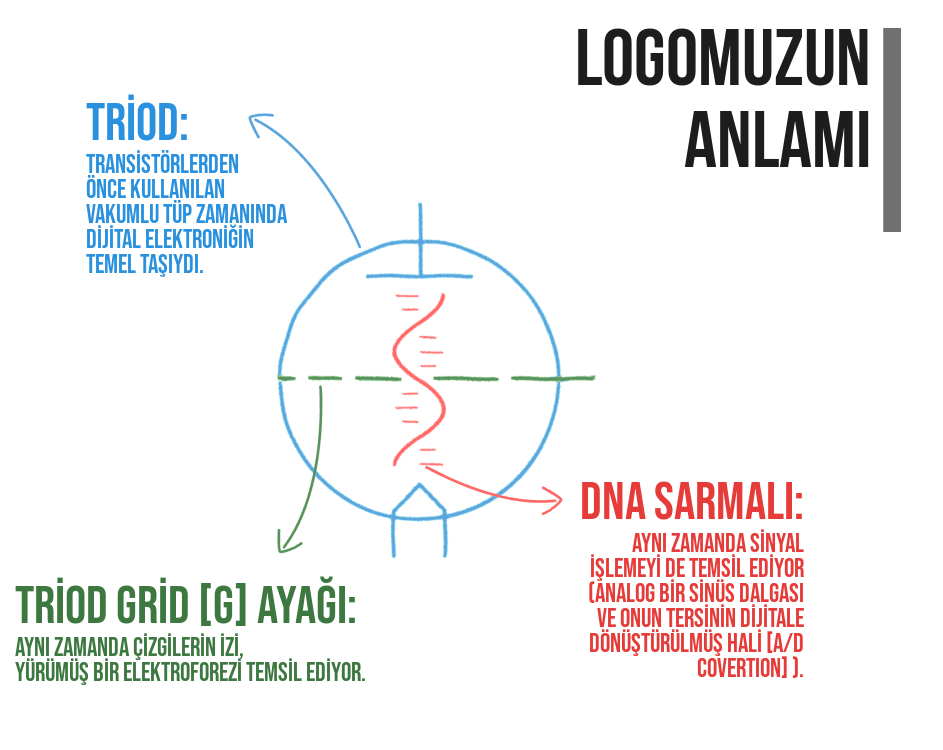 LOGOMUZUN
ANLAMI
TRİOD:
TRANSİSTÖRLERDEN
ÖNCE KULLANILAN
VAKUMLU TÜP ZAMANINDA
DİJİTAL ELEKTRONİĞİN
TEMEL TAŞIYDI.
DNA SARMALI:
AYNI ZAMANDA SİNYAL
İŞLEMEYİ DE TEMSİL EDİYOR
(ANALOG BİR SİNÜS DALGASI
VE ONUN TERSİNİN DİJİTALE
DÖNÜŞTÜRÜLMÜŞ HALİ [A/D
COVERTION] ).
TRİOD GRİD [G] AYAĞI:
AYNI ZAMANDA ÇİZGİLERİN İZİ,
YÜRÜMÜŞ BİR ELEKTROFOREZİ TEMSİL EDİYOR.